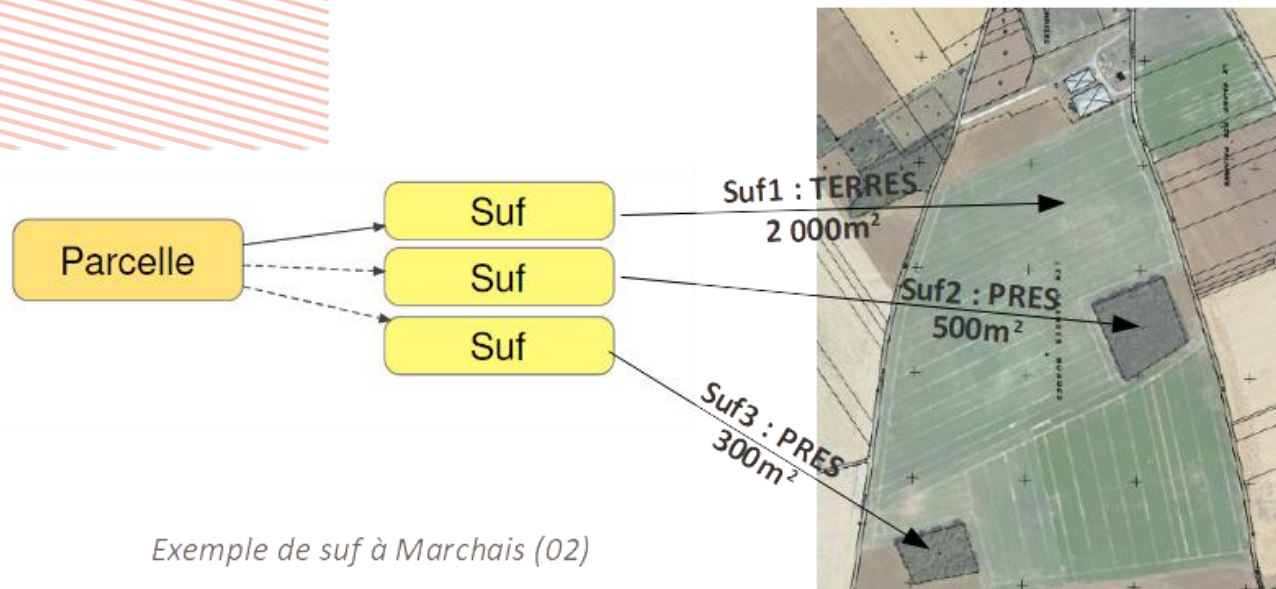 Parcelle
Suf
Suf
Suf
Suf1 : TERRES
2 000m²
Suf2 : PRES
500m²
Suf3 : PRES
300m²
Exemple de suf à Marchais (02)